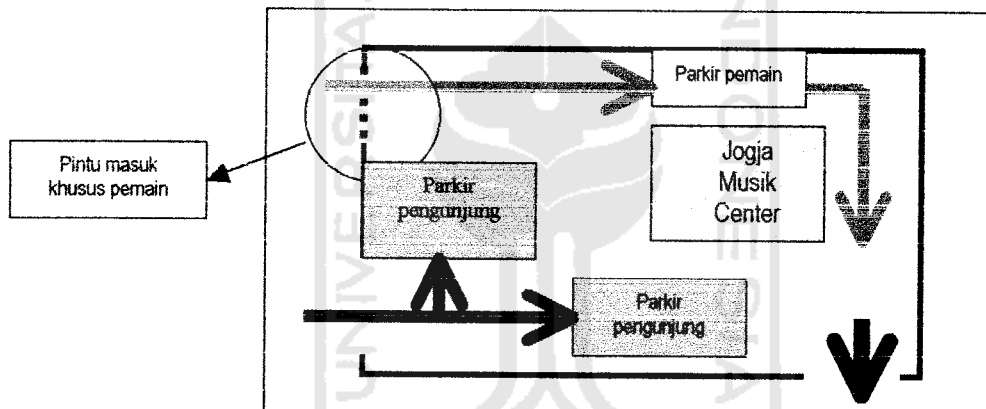 Parkir pemain
Pintu masuk
khusus pemain
Jogja
Musik
Center
Parkir
pengunjung
Parkir
pengunjung